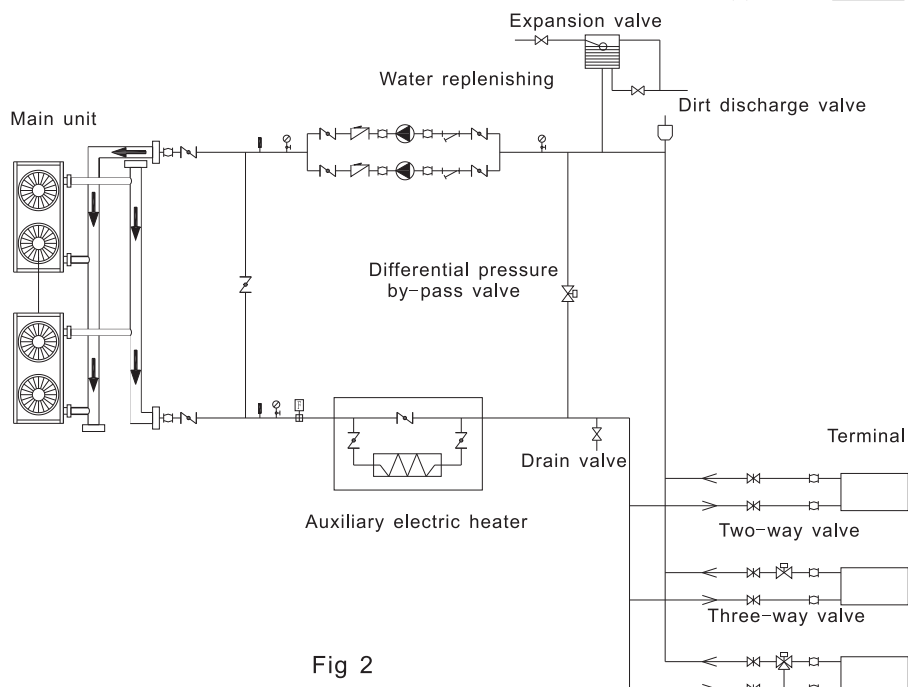 Expansion valve
Water replenishing
Dirt discharge valve
Main unit
Differential pressure
by-pass valve
Drain valve
Terminal
Auxiliary electric heater
Two-way valve
Three-way valve
Fig 2